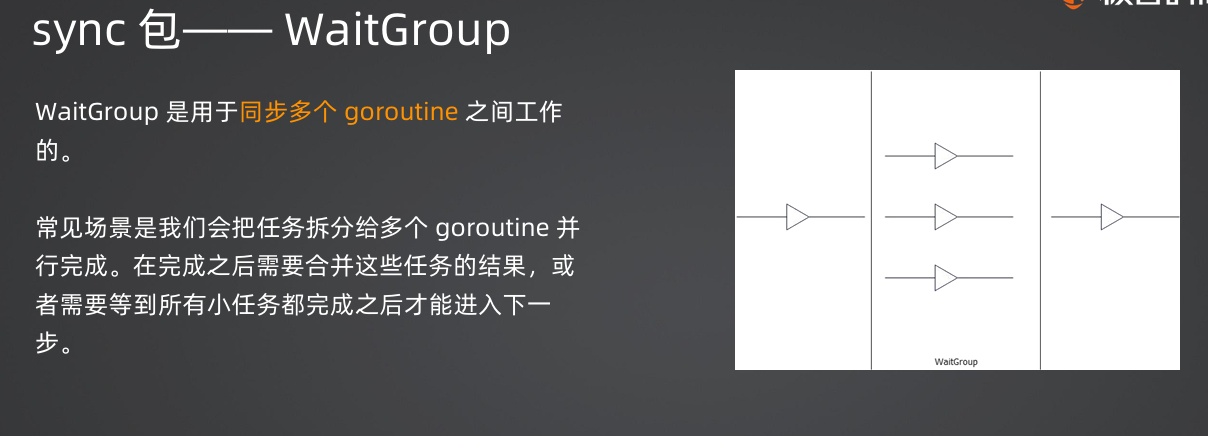 sync 包—— WaitGroup
WaitGroup 是用于同步多个 goroutine 之间工作
的。
常见场景是我们会把任务拆分给多个 goroutine 并
行完成。在完成之后需要合并这些任务的结果，或
者需要等到所有小任务都完成之后才能进入下一
步。
WaitGroup